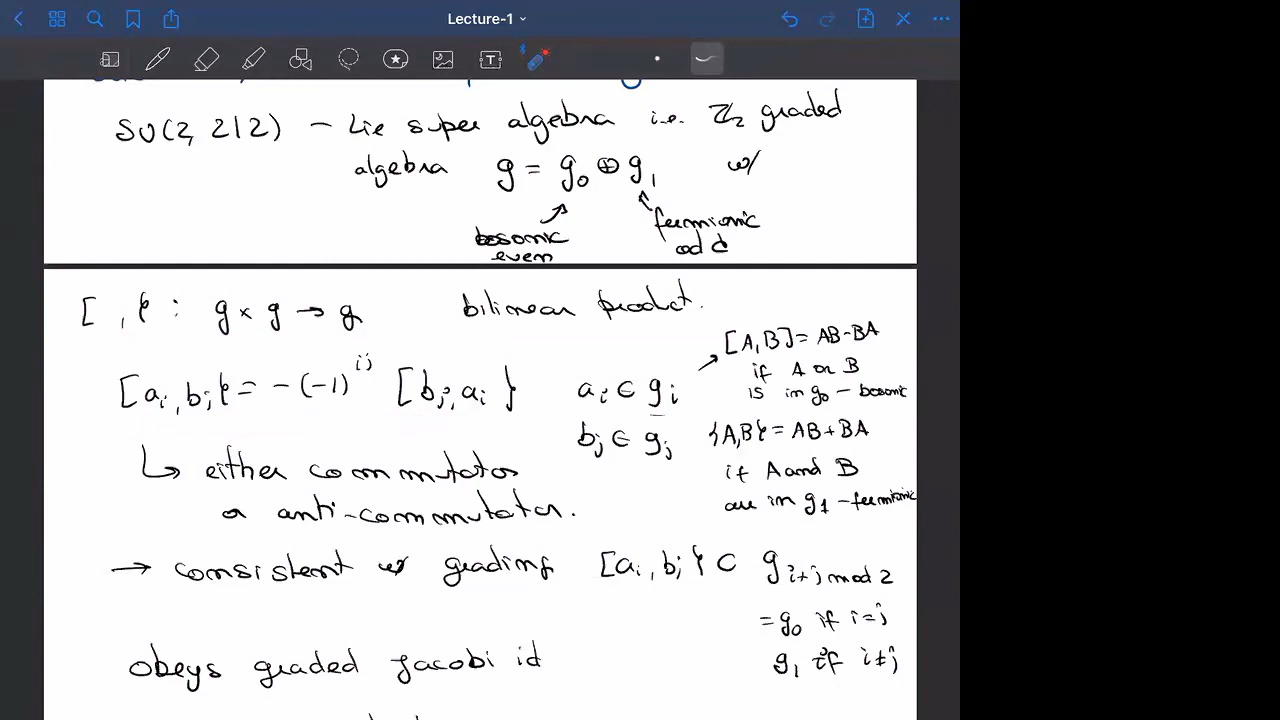 Lecture-1
SU(2, 2|2) – Lie super algebra i.e. ℤ₂ graded
algebra g = g₀ ⊕ g₁ w/
bosonic
even
fermionic
odd
[ , } : g × g → g bilinear product.
[aᵢ, bⱼ} = -(-1)^{ij} [bⱼ, aᵢ } aᵢ ∈ gᵢ
bⱼ ∈ gⱼ
→ [A, B] = AB - BA
if A or B
is in g₀ – bosonic
{A, B} = AB + BA
if A and B
are in g₁ – fermionic
↳ either commutator
or anti-commutator.
→ consistent w/ grading [aᵢ, bⱼ} ⊂ g_{i+j mod 2}
= g₀ if i=j
g₁ if i≠j
obeys graded Jacobi id